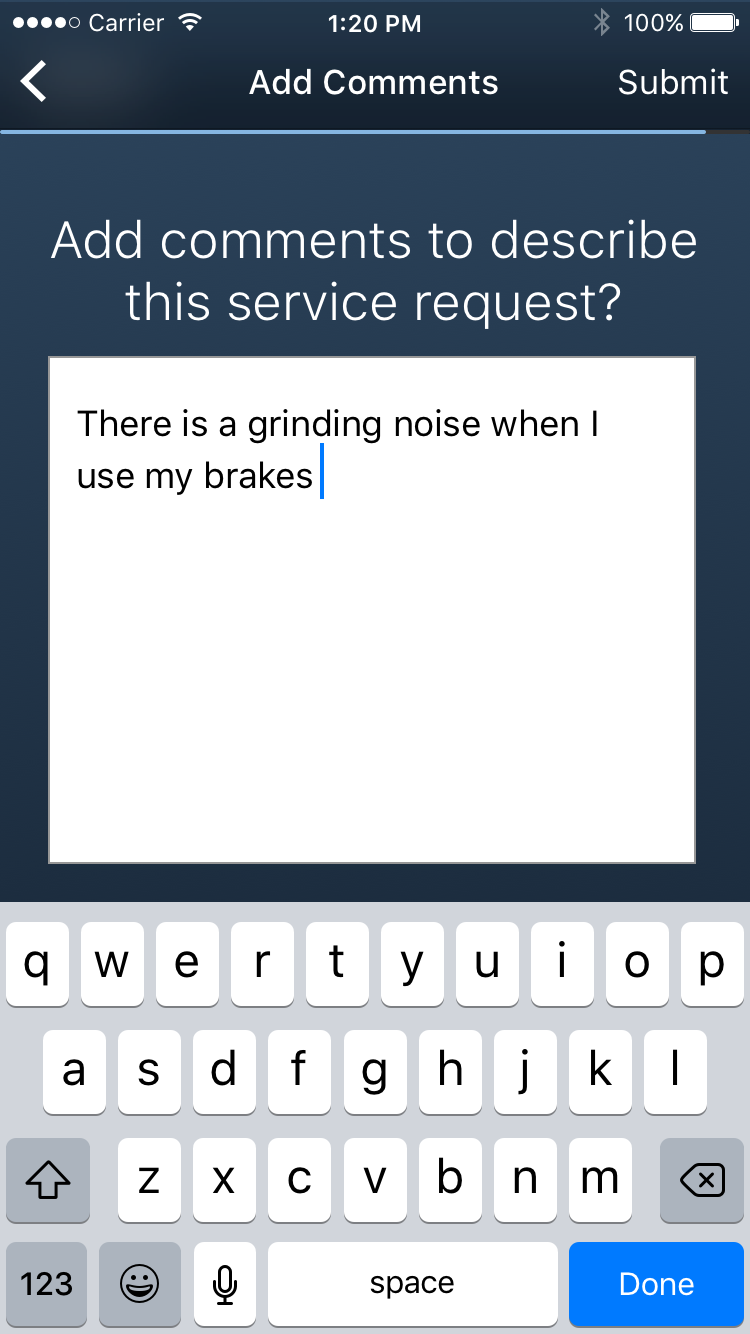 Carrier 1:20 PM 100%
Add Comments Submit
Add comments to describe
this service request?
There is a grinding noise when I
use my brakes
q w e r t y u i o p
a s d f g h j k l
z x c v b n m
123 space Done